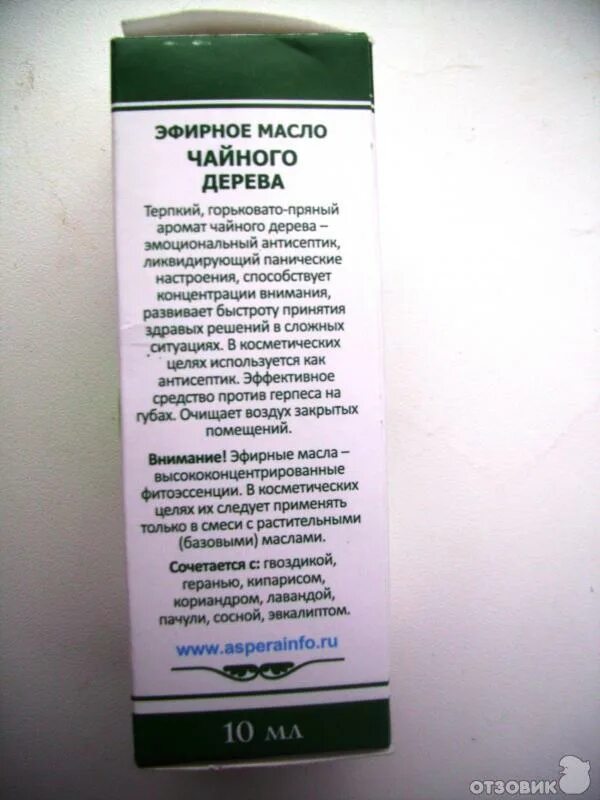 ЭФИРНОЕ МАСЛО
ЧАЙНОГО
ДЕРЕВА
Терпкий, горьковато-пряный
аромат чайного дерева –
эмоциональный антисептик,
ликвидирующий панические
настроения, способствует
концентрации внимания,
развивает быстроту принятия
здравых решений в сложных
ситуациях. В косметических
целях используется как
антисептик. Эффективное
средство против герпеса на
губах. Очищает воздух закрытых
помещений.
Внимание! Эфирные масла –
высококонцентрированные
фитоэссенции. В косметических
целях их следует применять
только в смеси с растительными
(базовыми) маслами.
Сочетается с: гвоздикой,
геранью, кипарисом,
кориандром, лавандой,
пачули, сосной, эвкалиптом.
www.asperainfo.ru
10 мл
ОТЗОВИК